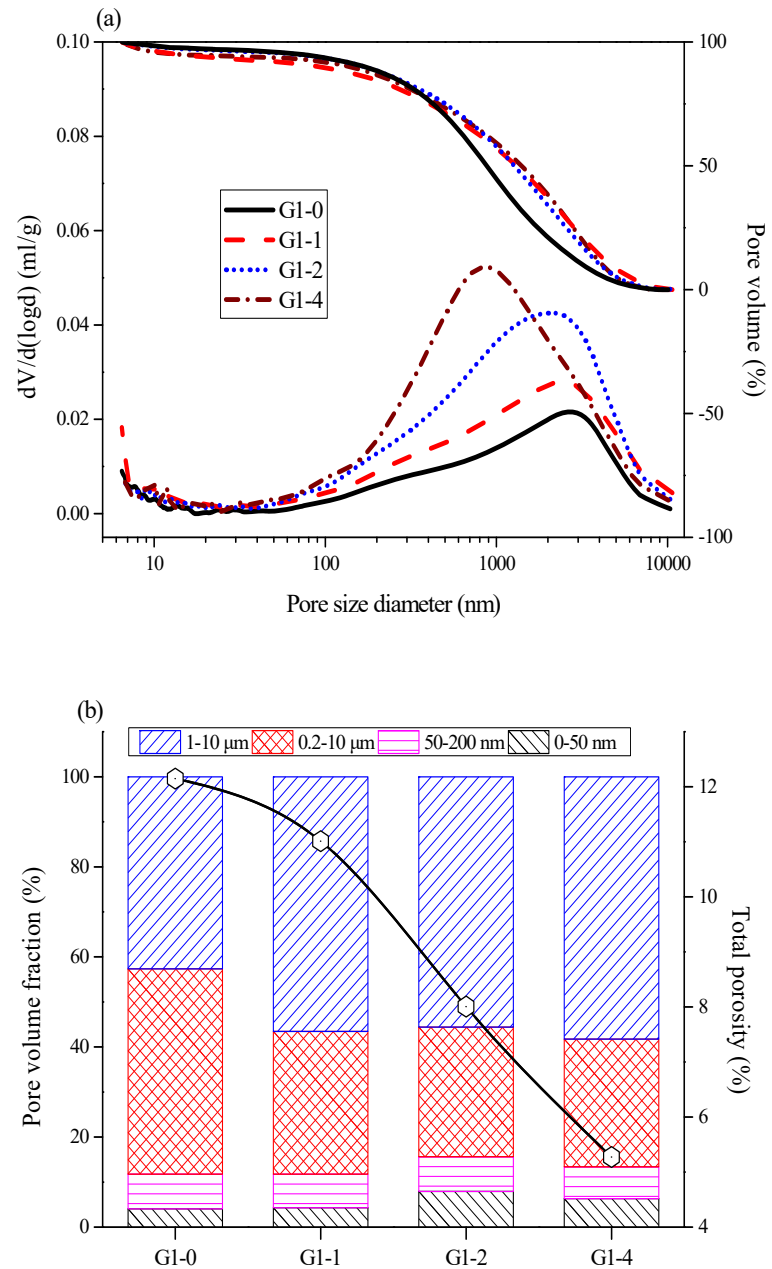 (a)
0.10
0.08
0.06
0.04
0.02
0.00
dV/d(logd) (ml/g)
100
50
0
-50
-100
Pore volume (%)
G1-0
G1-1
G1-2
G1-4
10
100
1000
10000
Pore size diameter (nm)
(b)
1-10 μm
0.2-10 μm
50-200 nm
0-50 nm
100
80
60
40
20
0
Pore volume fraction (%)
12
10
8
6
4
Total porosity (%)
G1-0
G1-1
G1-2
G1-4